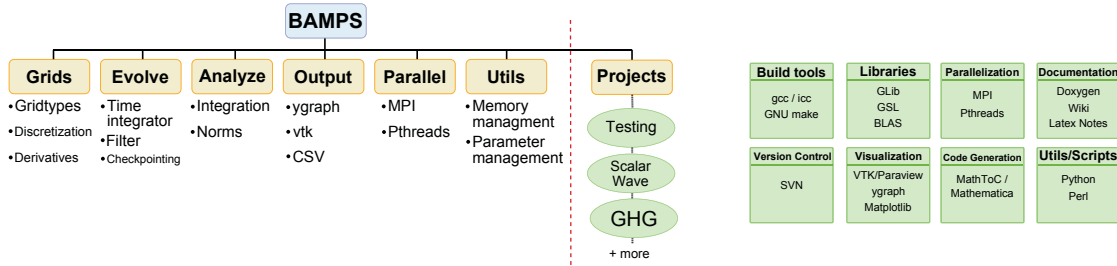 BAMPS
Grids
•Gridtypes
•Discretization
•Derivatives
Evolve
•Time
integrator
•Filter
•Checkpointing
Analyze
•Integration
•Norms
Output
•ygraph
•vtk
•CSV
Parallel
•MPI
•Pthreads
Utils
•Memory
managment
•Parameter
management
Projects
Testing
Scalar
Wave
GHG
+ more
Build tools
gcc / icc
GNU make
Libraries
GLib
GSL
BLAS
Parallelization
MPI
Pthreads
Documentation
Doxygen
Wiki
Latex Notes
Version Control
SVN
Visualization
VTK/Paraview
ygraph
Matplotlib
Code Generation
MathToC /
Mathematica
Utils/Scripts
Python
Perl